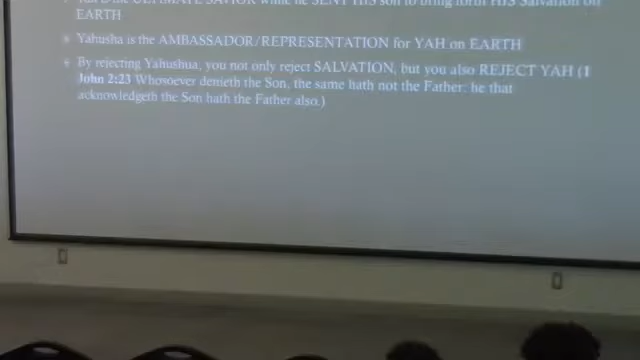 is the ULTIMATE SAVIOR while he SENT HIS son to bring forth HIS Salvation on
EARTH
Yahusha is the AMBASSADOR/REPRESENTATION for YAH on EARTH
By rejecting Yahushua, you not only reject SALVATION, but you also REJECT YAH (1
John 2:23 Whosoever denieth the Son, the same hath not the Father: he that
acknowledgeth the Son hath the Father also.)